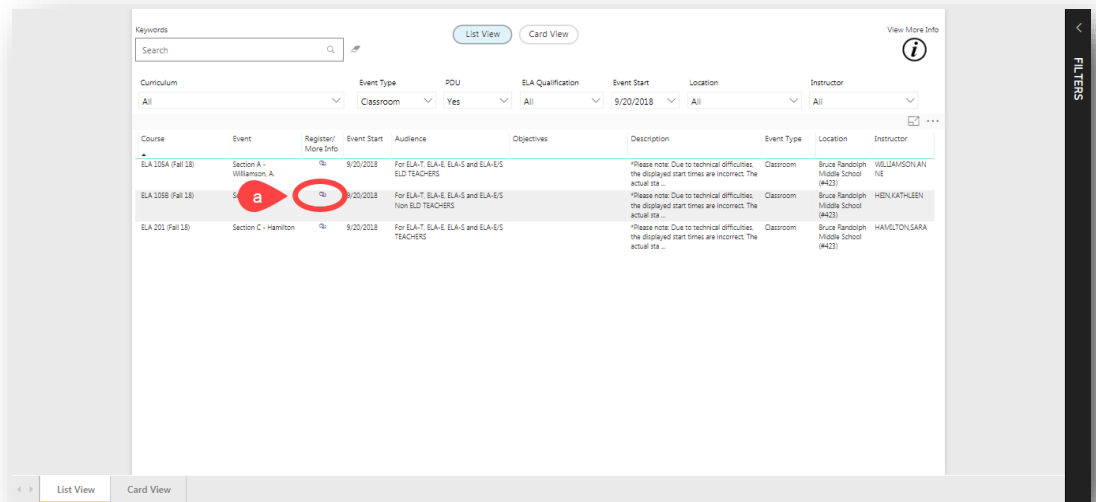 Keywords
List View
Card View
View More Info
Search
i
FILTERS
Curriculum
Event Type
PDU
ELA Qualification
Event Start
Location
Instructor
All
Classroom
Yes
All
9/20/2018
All
All
Course
Event
Register/
More Info
Event Start
Audience
Objectives
Description
Event Type
Location
Instructor
ELA 105A (Fall 18)
Section A -
Williamson, A.
9/20/2018
For ELA-T, ELA-E, ELA-S and ELA-E/S
ELD TEACHERS
*Please note: Due to technical difficulties,
the displayed start times are incorrect. The
actual sta ...
Classroom
Bruce Randolph
Middle School
(#423)
WILLIAMSON,AN
NE
ELA 105B (Fall 18)
a
9/20/2018
For ELA-T, ELA-E, ELA-S and ELA-E/S
Non ELD TEACHERS
*Please note: Due to technical difficulties,
the displayed start times are incorrect. The
actual sta ...
Classroom
Bruce Randolph
Middle School
(#423)
HEIN,KATHLEEN
ELA 201 (Fall 18)
Section C - Hamilton
9/20/2018
For ELA-T, ELA-E, ELA-S and ELA-E/S
TEACHERS
*Please note: Due to technical difficulties,
the displayed start times are incorrect. The
actual sta ...
Classroom
Bruce Randolph
Middle School
(#423)
HAMILTON,SARA
List View
Card View